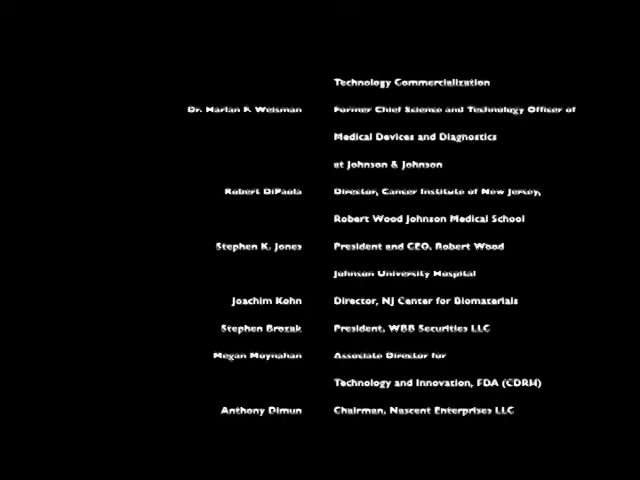 Technology Commercialization
Dr. Harlan F. Weisman Former Chief Science and Technology Officer of
Medical Devices and Diagnostics
at Johnson & Johnson
Robert DiPaola Director, Cancer Institute of New Jersey,
Robert Wood Johnson Medical School
Stephen K. Jones President and CEO, Robert Wood
Johnson University Hospital
Joachim Kohn Director, NJ Center for Biomaterials
Stephen Brozak President, WBB Securities LLC
Megan Moynahan Associate Director for
Technology and Innovation, FDA (CDRH)
Anthony Dimun Chairman, Nascent Enterprises LLC